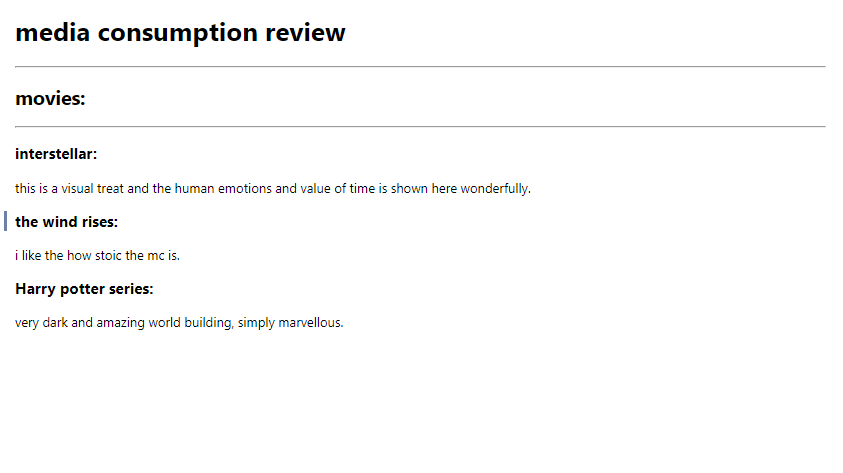 media consumption review
movies:
interstellar:
this is a visual treat and the human emotions and value of time is shown here wonderfully.
the wind rises:
i like the how stoic the mc is.
Harry potter series:
very dark and amazing world building, simply marvellous.